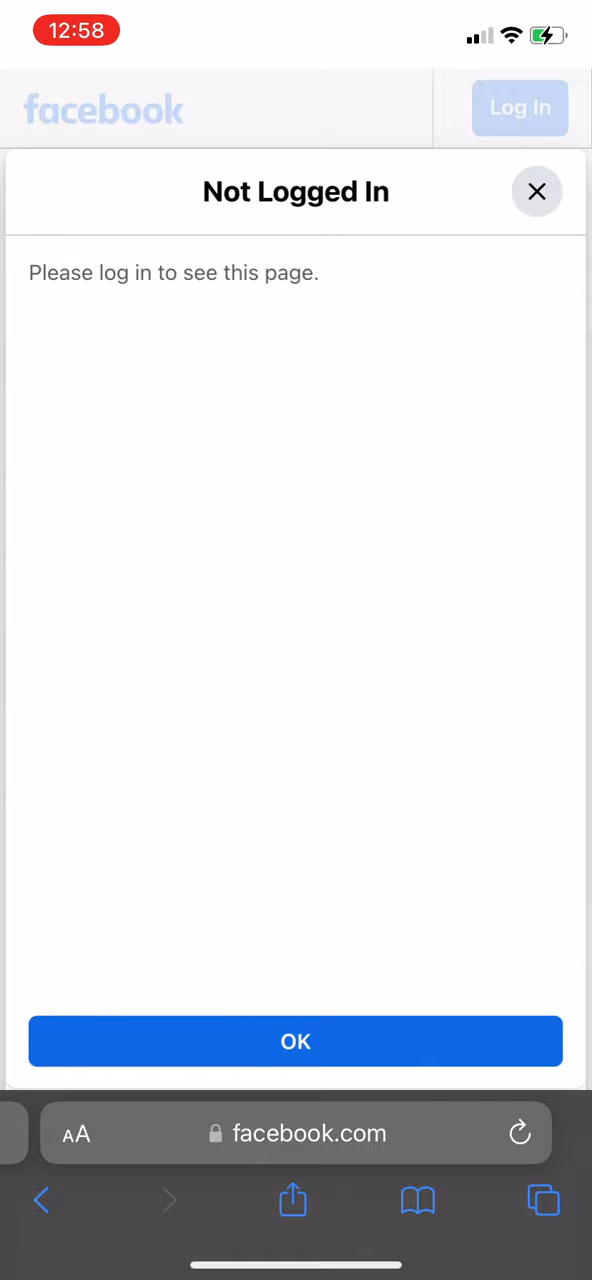 12:58
facebook
Log In
Not Logged In
Please log in to see this page.
OK
AA
facebook.com